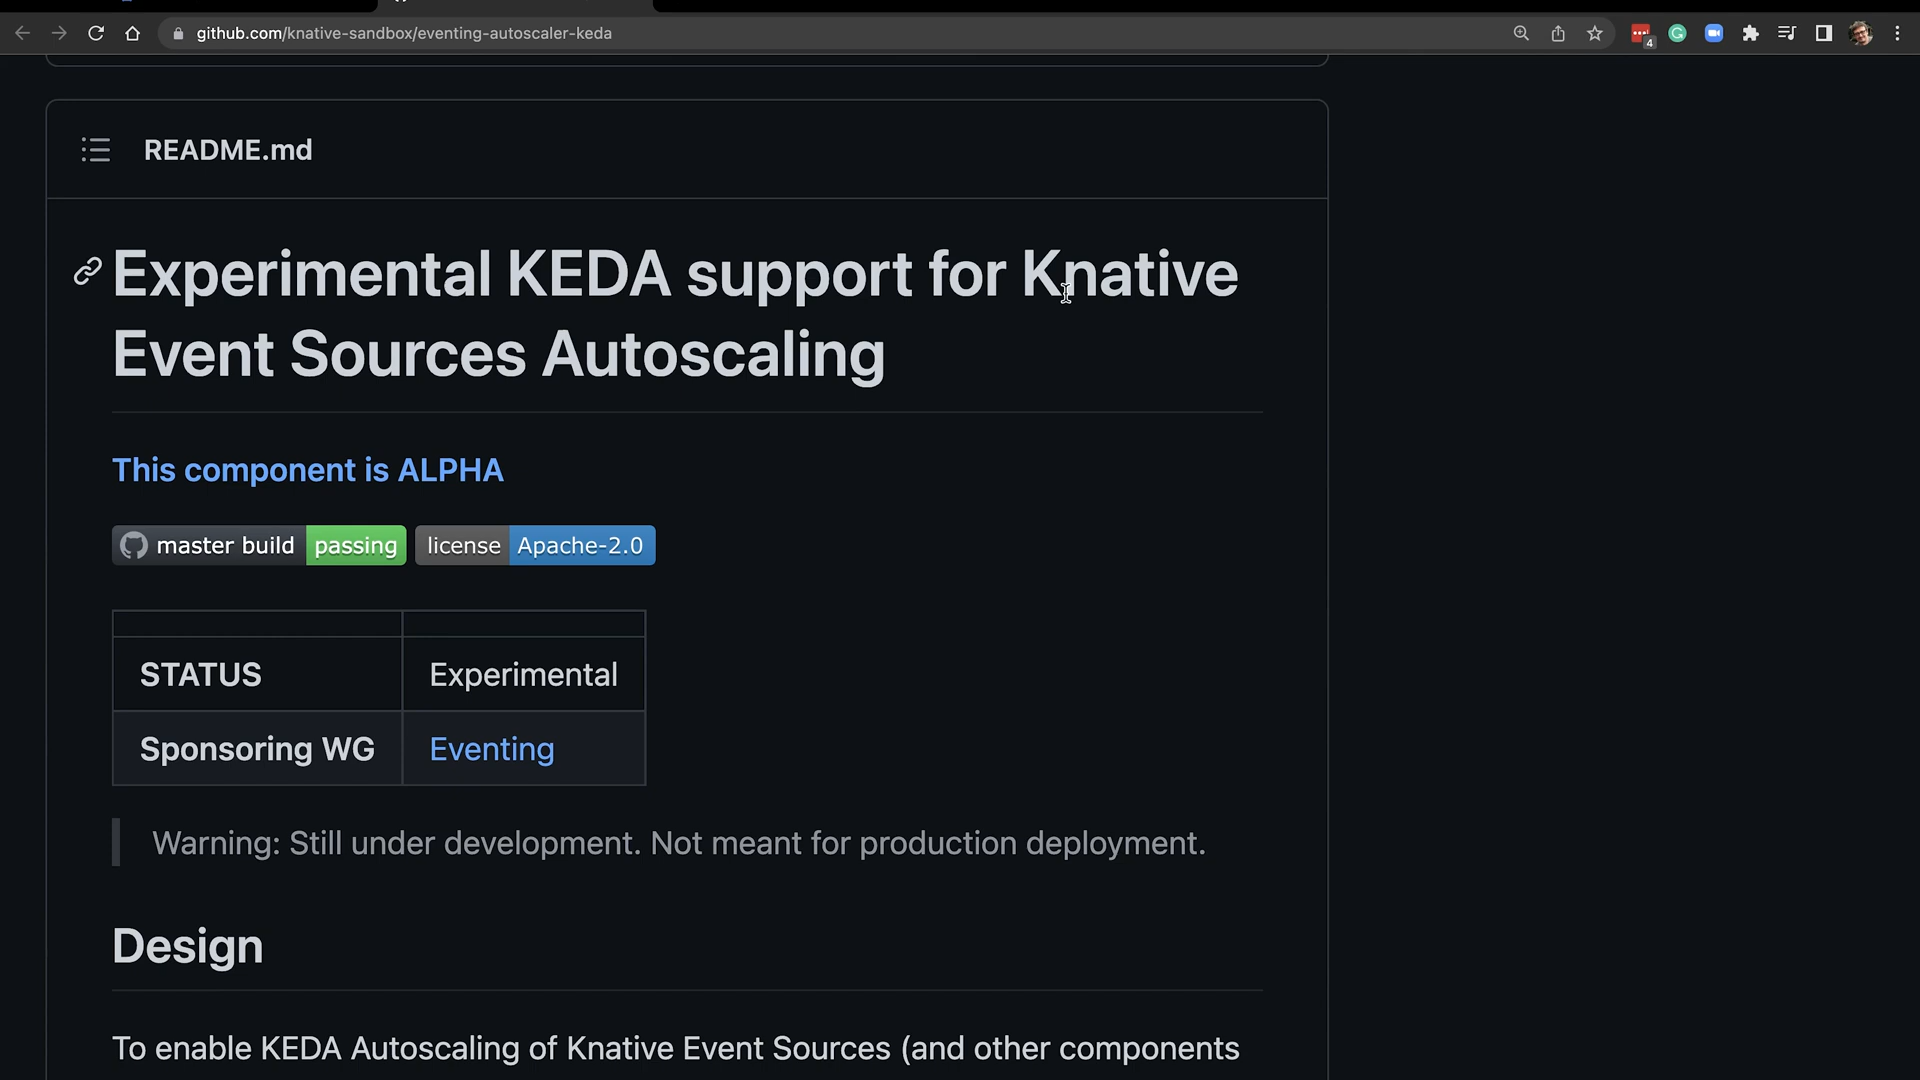 github.com/knative-sandbox/eventing-autoscaler-keda
4
README.md
Experimental KEDA support for Knative
Event Sources Autoscaling
This component is ALPHA
master build passing license Apache-2.0
STATUS Experimental
Sponsoring WG Eventing
Warning: Still under development. Not meant for production deployment.
Design
To enable KEDA Autoscaling of Knative Event Sources (and other components